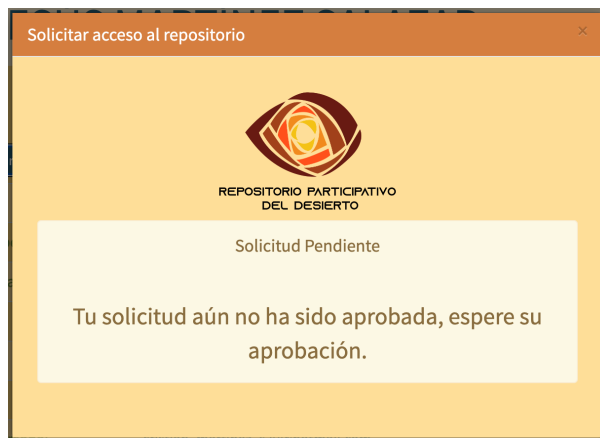 Solicitar acceso al repositorio
×
REPOSITORIO PARTICIPATIVO
DEL DESIERTO
Solicitud Pendiente
Tu solicitud aún no ha sido aprobada, espere su
aprobación.